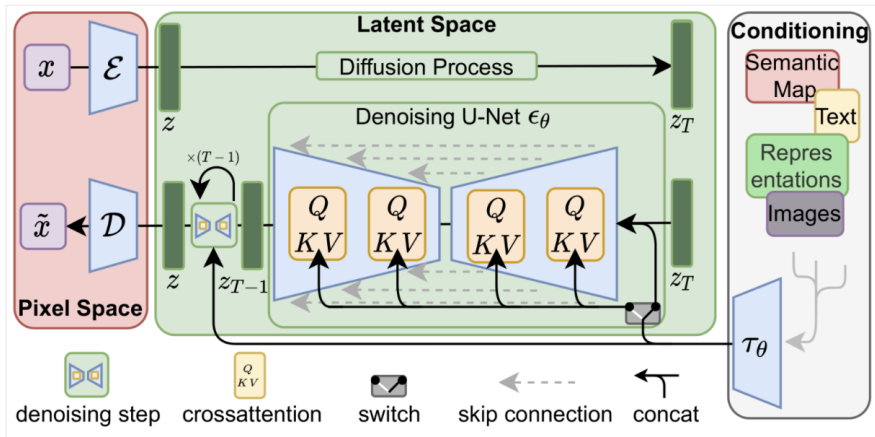 Latent Space
Conditioning
x
ℰ
Diffusion Process
Semantic
Map
z
z_T
Text
Denoising U-Net ϵ_θ
×(T − 1)
Repres
entations
Q
KV
Q
KV
Q
KV
Q
KV
Images
x̃
𝒟
z
z_{T−1}
z_T
Pixel Space
τ_θ
Q
KV
denoising step
crossattention
switch
skip connection
concat